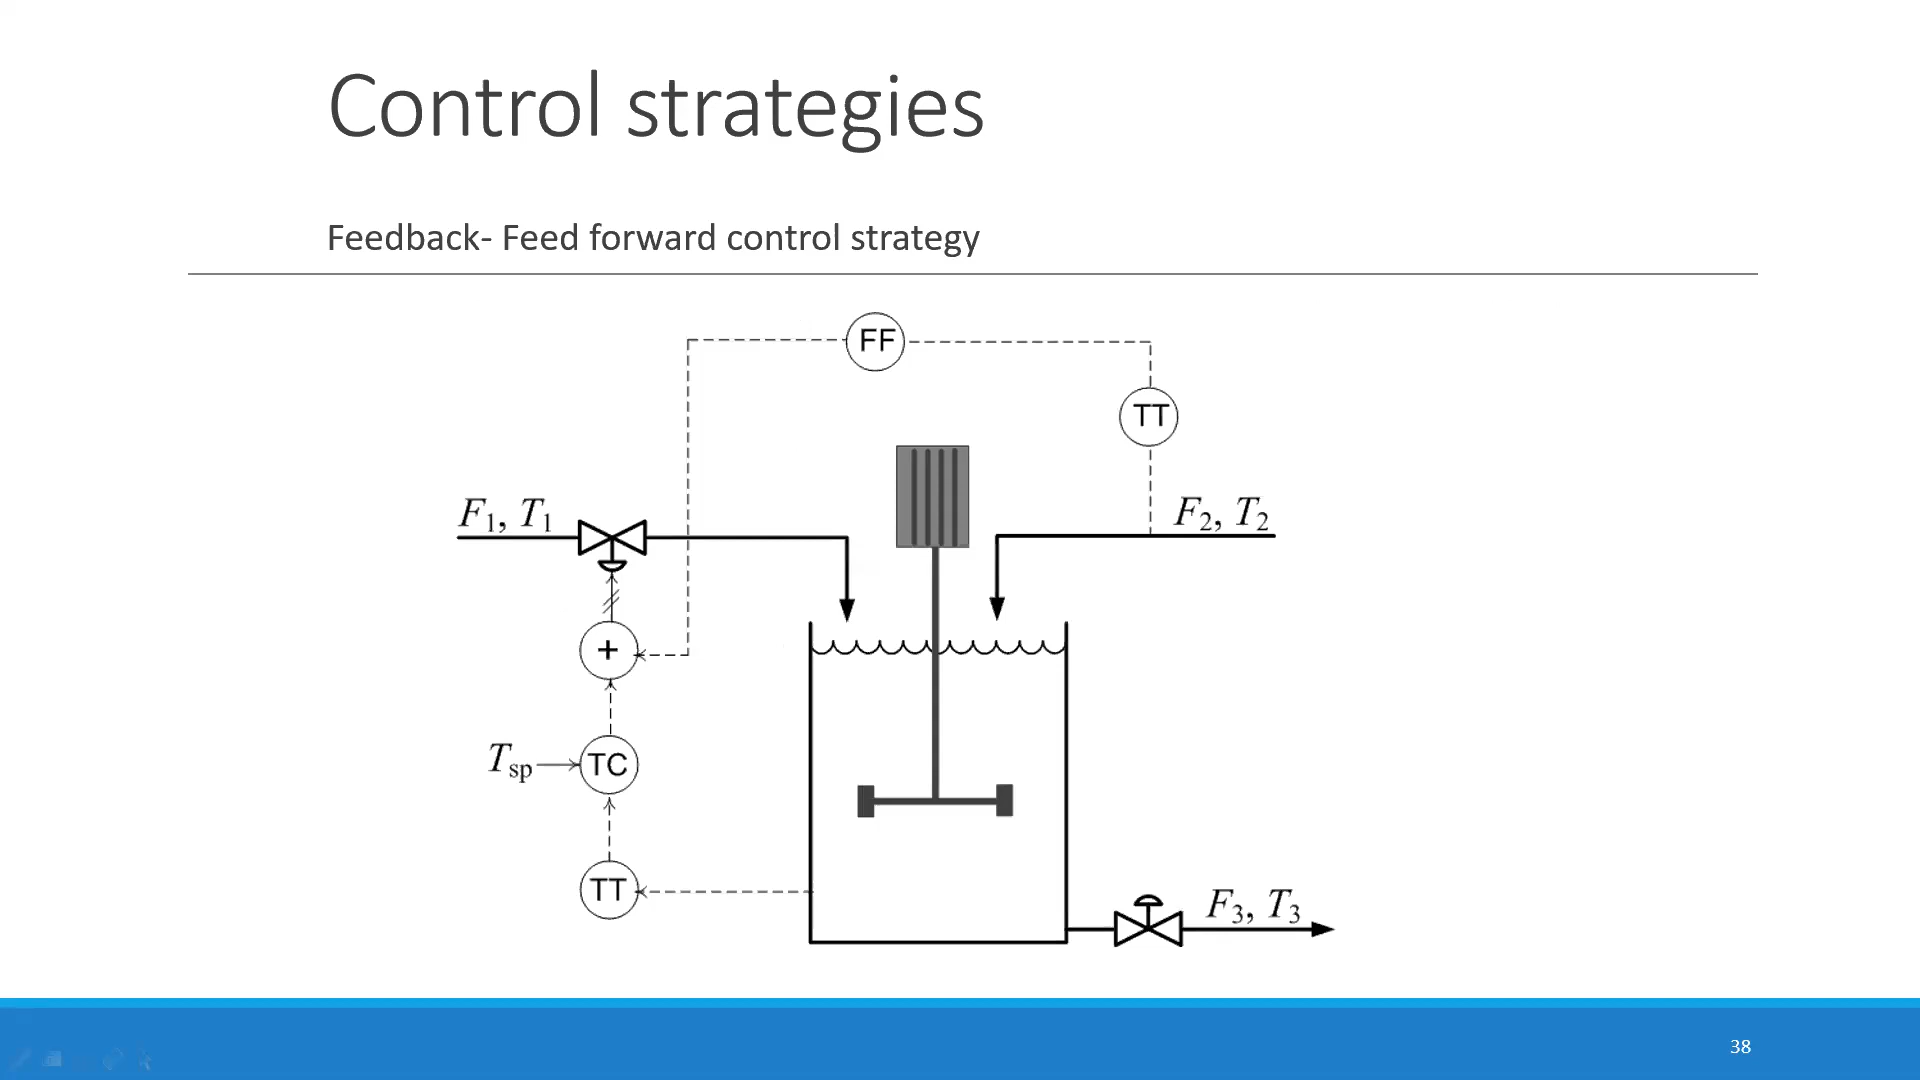 Control strategies
Feedback- Feed forward control strategy
FF
TT
F1, T1
F2, T2
+
Tsp
TC
TT
F3, T3
38